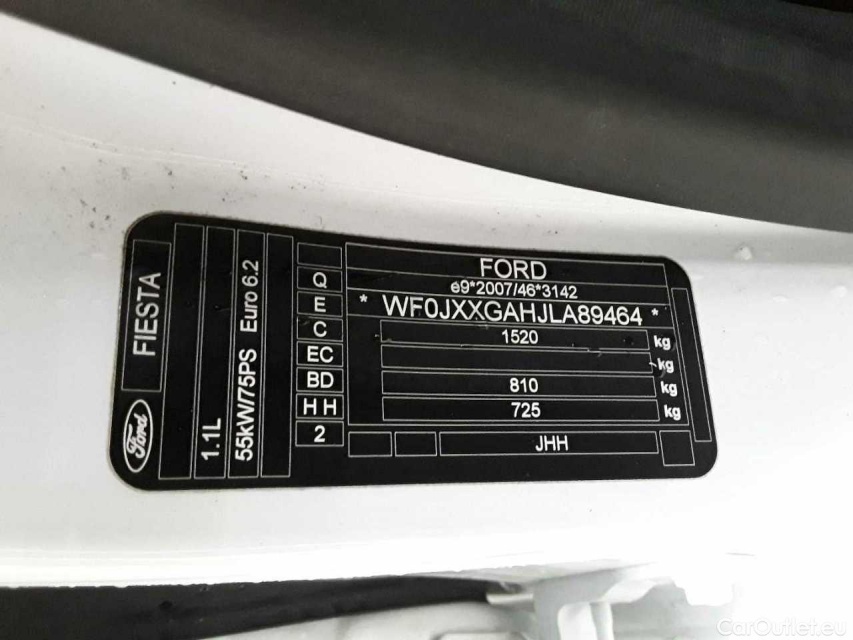 FORD
e9*2007/46*3142
* WF0JXXGAHJLA89464 *
1520 kg
kg
810 kg
725 kg
JHH
Q
E
C
EC
BD
H H
2
FIESTA
Ford
1.1L
55kW/75PS Euro 6.2
CarOutlet.eu